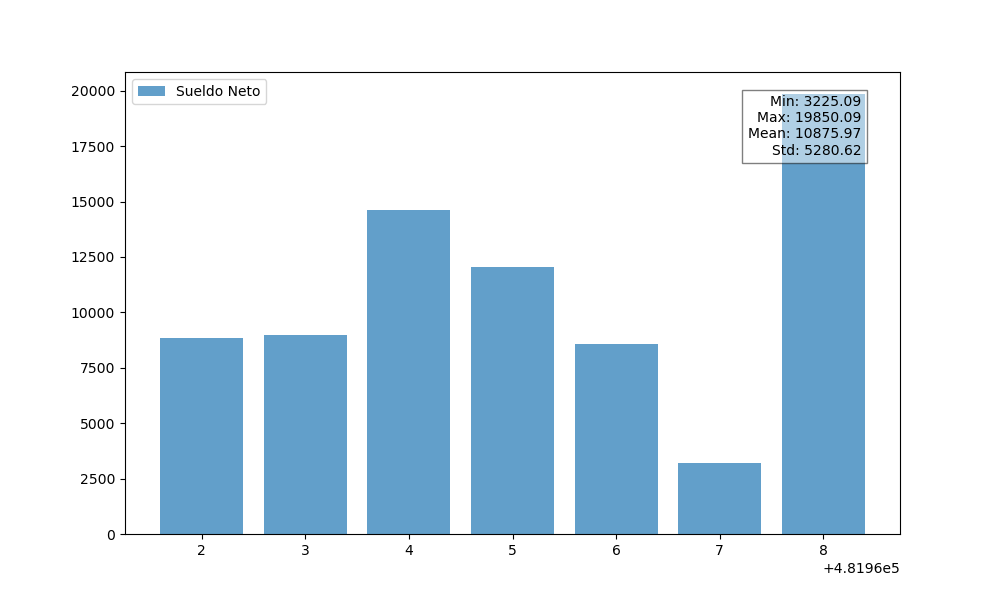 Sueldo Neto
Min: 3225.09
Max: 19850.09
Mean: 10875.97
Std: 5280.62
20000
17500
15000
12500
10000
7500
5000
2500
0
2 3 4 5 6 7 8
+4.8196e5